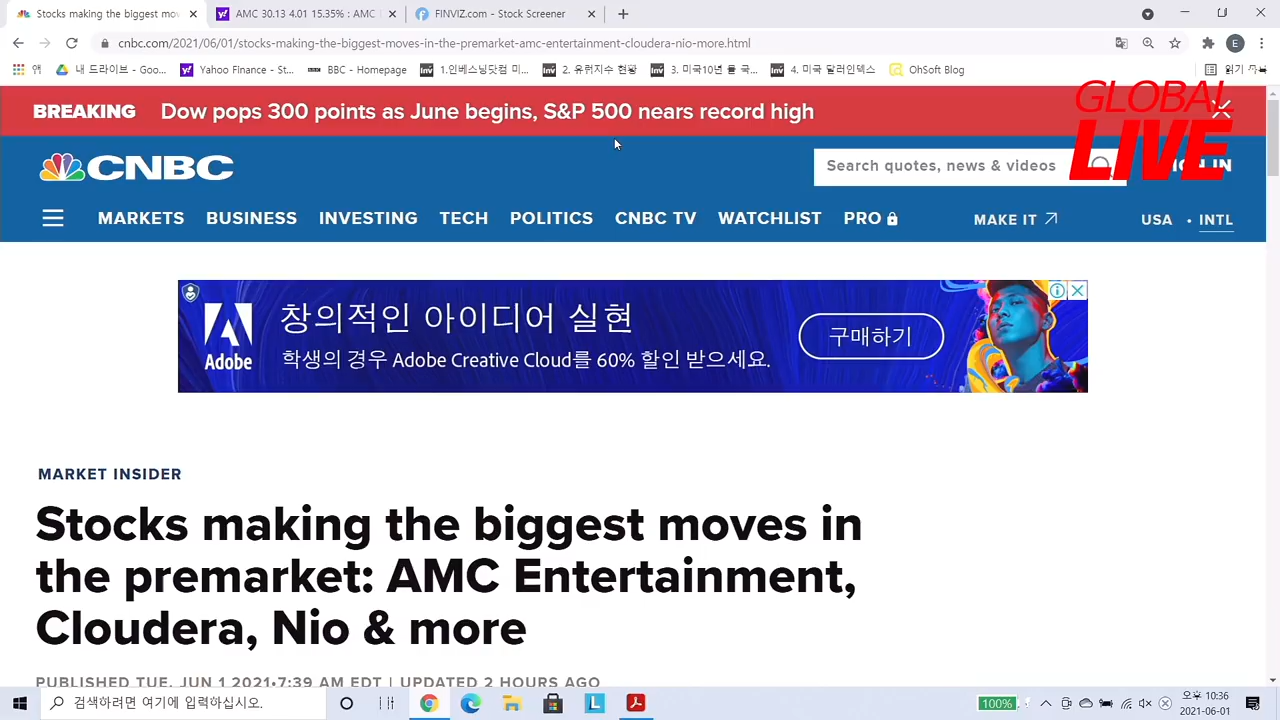 Stocks making the biggest mov
AMC 30.13 4.01 15.35% : AMC
FINVIZ.com - Stock Screener
cnbc.com/2021/06/01/stocks-making-the-biggest-moves-in-the-premarket-amc-entertainment-cloudera-nio-more.html
E
앱
내 드라이브 - Goo...
Yahoo Finance - St...
BBC - Homepage
1.인베스팅닷컴 미...
2. 유럽지수 현황
3. 미국10년 물 국...
4. 미국 달러인덱스
OhSoft Blog
읽기
BREAKING Dow pops 300 points as June begins, S&P 500 nears record high
GLOBAL
LIVE
CNBC
Search quotes, news & videos
IN
MARKETS BUSINESS INVESTING TECH POLITICS CNBC TV WATCHLIST PRO MAKE IT USA • INTL
Adobe
창의적인 아이디어 실현
학생의 경우 Adobe Creative Cloud를 60% 할인 받으세요.
구매하기
MARKET INSIDER
Stocks making the biggest moves in
the premarket: AMC Entertainment,
Cloudera, Nio & more
PUBLISHED TUE, JUN 1 2021•7:39 AM EDT | UPDATED 2 HOURS AGO
검색하려면 여기에 입력하십시오.
100%
오후 10:36
2021-06-01